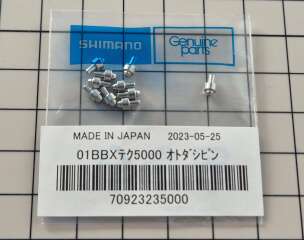 SHIMANO
Genuine
parts
MADE IN JAPAN 2023-05-25
01BBXテク5000 オトダシピン
70923235000